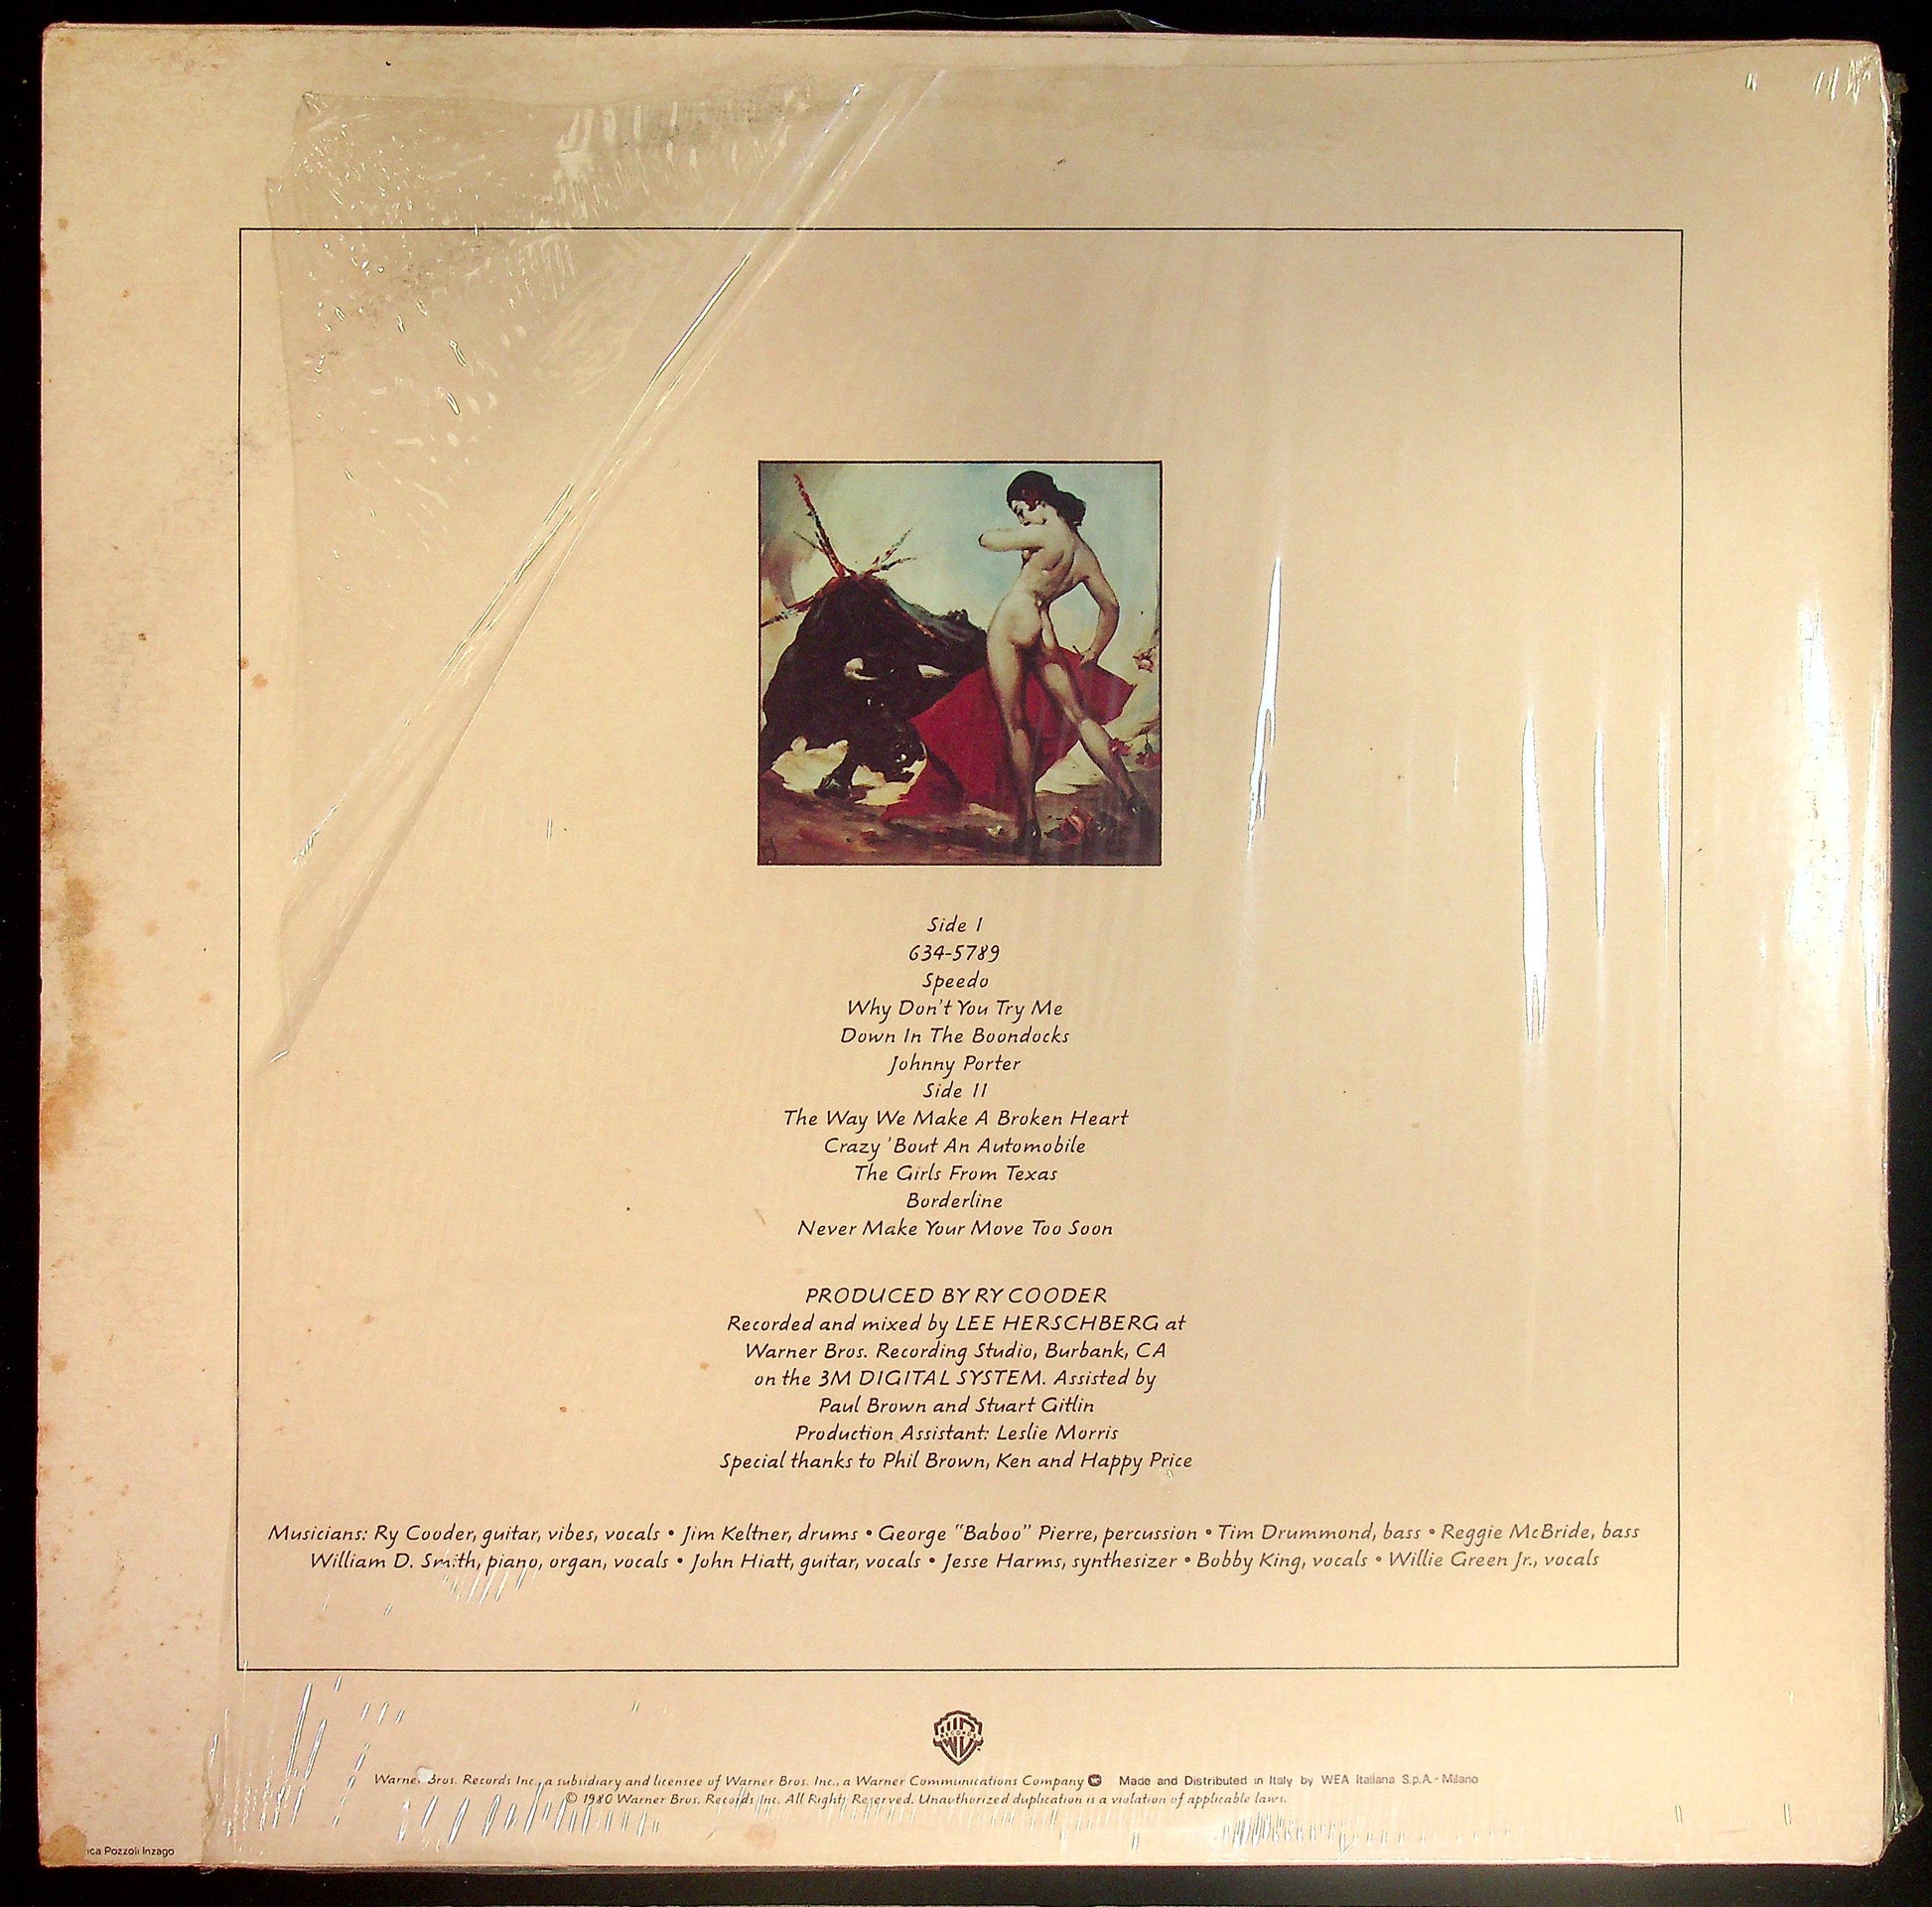 Side I
634-5789
Speedo
Why Don't You Try Me
Down In The Boondocks
Johnny Porter
Side II
The Way We Make A Broken Heart
Crazy 'Bout An Automobile
The Girls From Texas
Borderline
Never Make Your Move Too Soon
PRODUCED BY RY COODER
Recorded and mixed by LEE HERSCHBERG at
Warner Bros. Recording Studio, Burbank, CA
on the 3M DIGITAL SYSTEM. Assisted by
Paul Brown and Stuart Gitlin
Production Assistant: Leslie Morris
Special thanks to Phil Brown, Ken and Happy Price
Musicians: Ry Cooder, guitar, vibes, vocals • Jim Keltner, drums • George "Baboo" Pierre, percussion • Tim Drummond, bass • Reggie McBride, bass
William D. Smith, piano, organ, vocals • John Hiatt, guitar, vocals • Jesse Harms, synthesizer • Bobby King, vocals • Willie Green Jr., vocals
RECORDS
Warner Bros. Records Inc., a subsidiary and licensee of Warner Bros. Inc., a Warner Communications Company Made and Distributed in Italy by WEA Italiana S.p.A. - Milano
© 1980 Warner Bros. Records Inc. All Rights Reserved. Unauthorized duplication is a violation of applicable laws.
Pozzoli Inzago